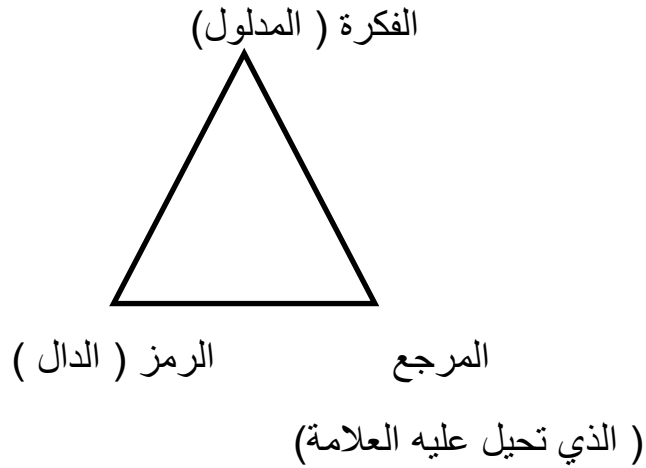 الفكرة ( المدلول)
المرجع
الرمز ( الدال )
( الذي تحيل عليه العلامة)